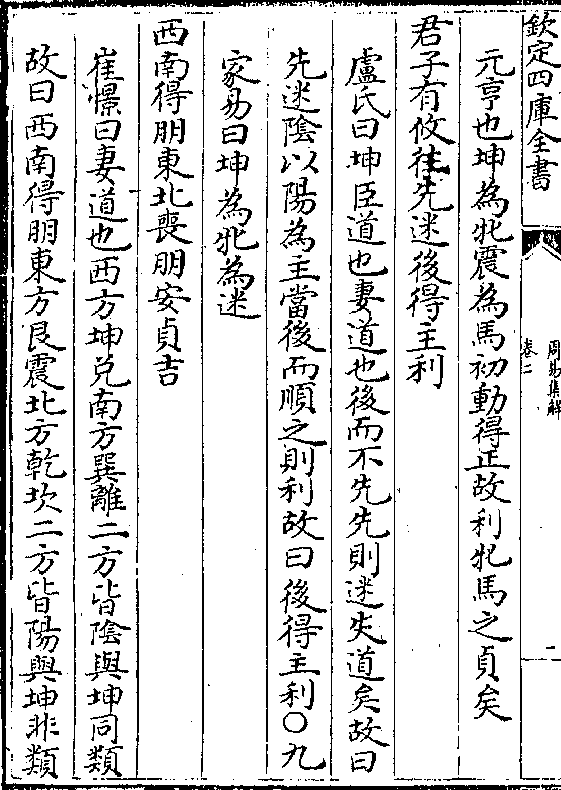 欽定四庫全書
周易集解
卷二
二
元亨也坤為牝震為馬初動得正故利牝馬之貞矣
君子有攸往先迷後得主利
盧氏曰坤臣道也妻道也後而不先先則迷失道矣故曰
先迷陰以陽為主當後而順之則利故曰後得主利〇九
家易曰坤為牝為迷
西南得朋東北喪朋安貞吉
崔憬曰妻道也西方坤兌南方巽離二方皆陰與坤同類
故曰西南得朋東方艮震北方乾坎二方皆陽與坤非類